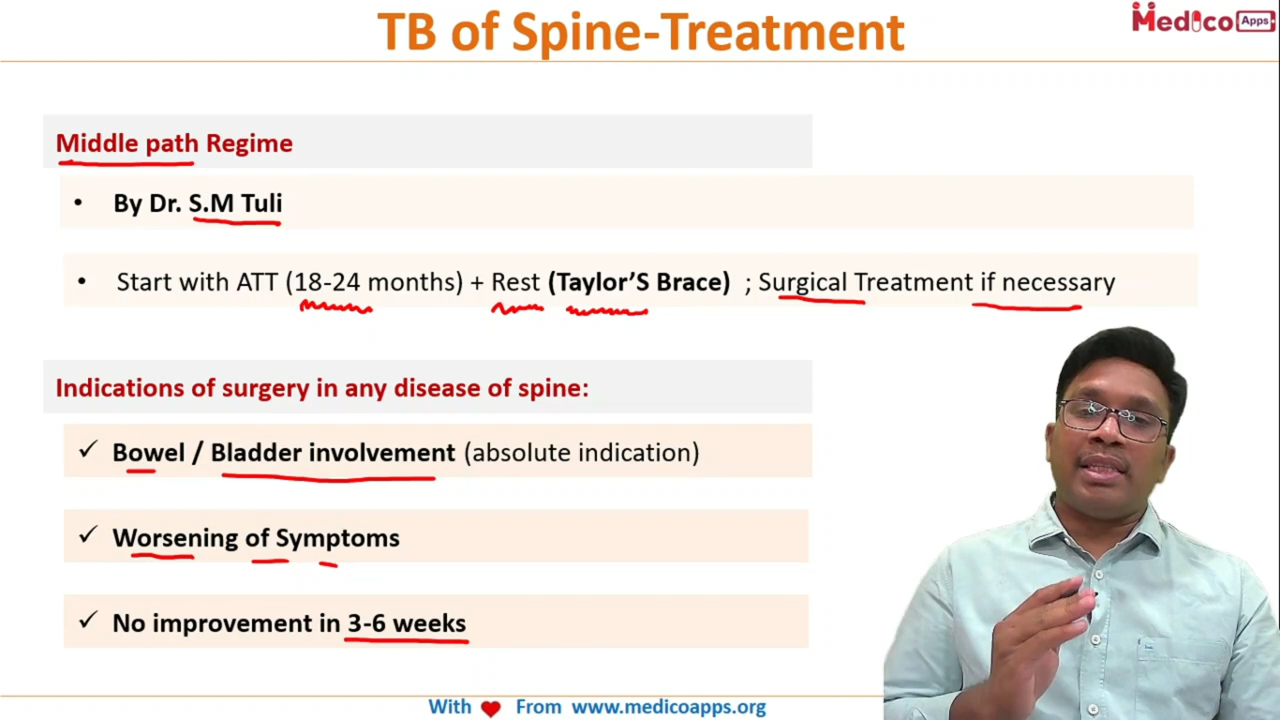 TB of Spine-Treatment
Medico Apps
Middle path Regime
• By Dr. S.M Tuli
• Start with ATT (18-24 months) + Rest (Taylor’S Brace) ; Surgical Treatment if necessary
Indications of surgery in any disease of spine:
✓ Bowel / Bladder involvement (absolute indication)
✓ Worsening of Symptoms
✓ No improvement in 3-6 weeks
With ❤ From www.medicoapps.org